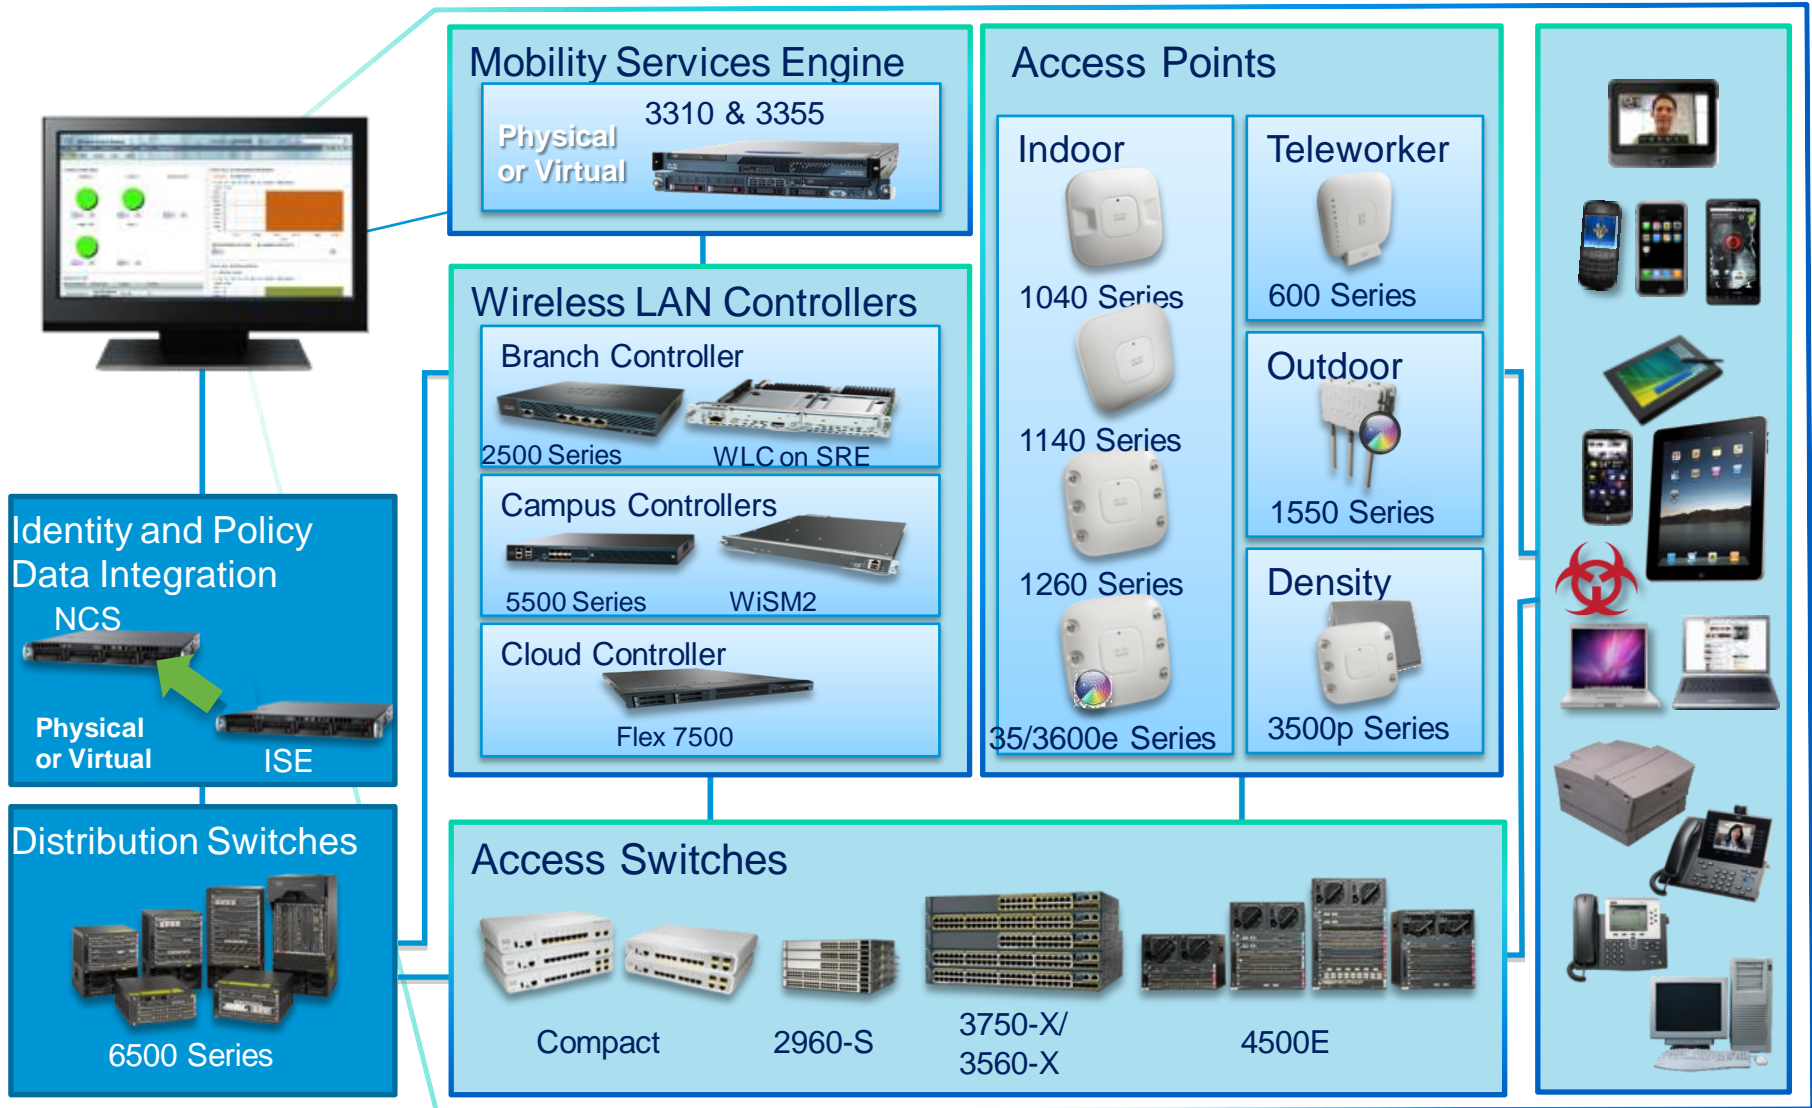 Mobility Services Engine
3310 & 3355
Physical
or Virtual
Wireless LAN Controllers
Branch Controller
2500 Series
WLC on SRE
Campus Controllers
5500 Series
WiSM2
Cloud Controller
Flex 7500
Access Points
Indoor
1040 Series
1140 Series
1260 Series
35/3600e Series
Teleworker
600 Series
Outdoor
1550 Series
Density
3500p Series
Identity and Policy
Data Integration
NCS
Physical
or Virtual
ISE
Distribution Switches
6500 Series
Access Switches
Compact
2960-S
3750-X/
3560-X
4500E